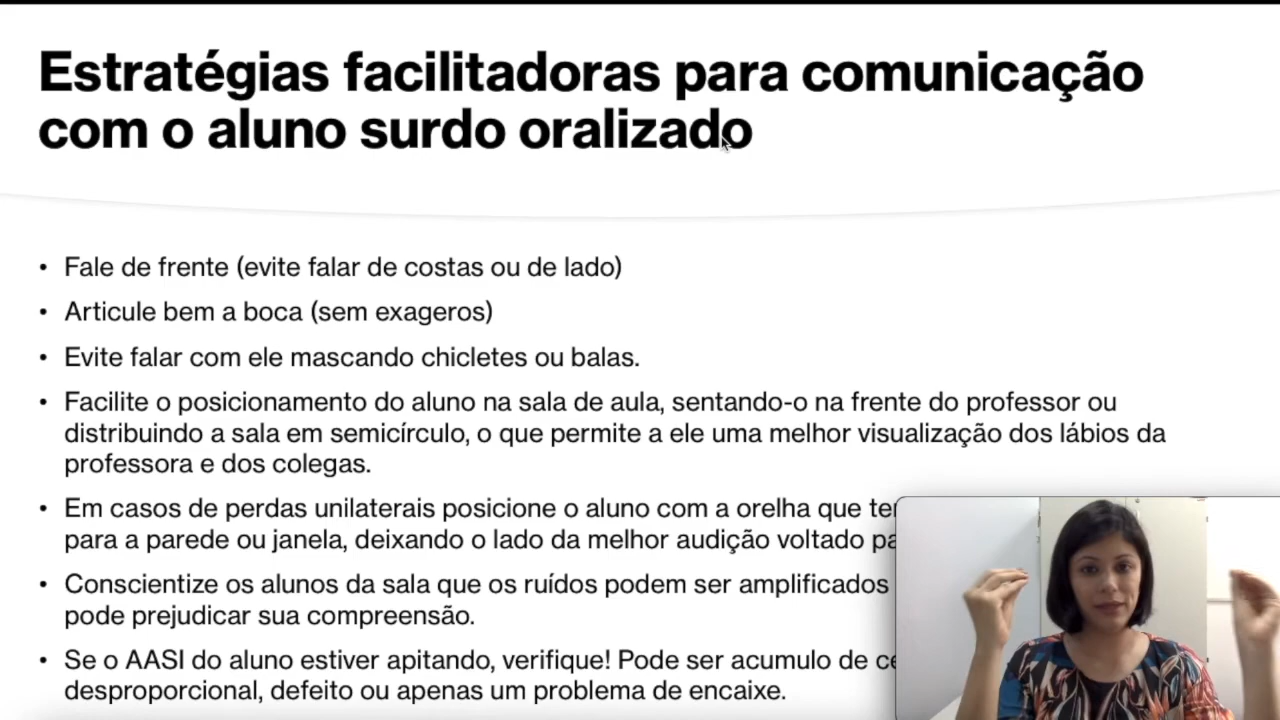 Estratégias facilitadoras para comunicação
com o aluno surdo oralizado
• Fale de frente (evite falar de costas ou de lado)
• Articule bem a boca (sem exageros)
• Evite falar com ele mascando chicletes ou balas.
• Facilite o posicionamento do aluno na sala de aula, sentando-o na frente do professor ou
distribuindo a sala em semicírculo, o que permite a ele uma melhor visualização dos lábios da
professora e dos colegas.
• Em casos de perdas unilaterais posicione o aluno com a orelha que
para a parede ou janela, deixando o lado da melhor audição voltado
• Conscientize os alunos da sala que os ruídos podem ser amplificados
pode prejudicar sua compreensão.
• Se o AASI do aluno estiver apitando, verifique! Pode ser acumulo de
desproporcional, defeito ou apenas um problema de encaixe.